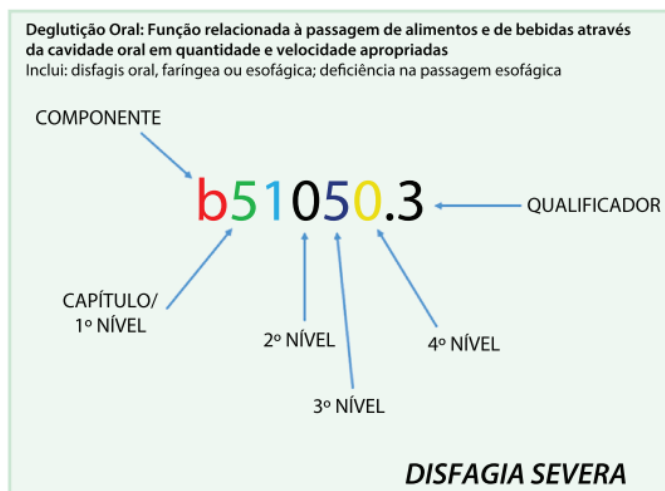 Deglutição Oral: Função relacionada à passagem de alimentos e de bebidas através
da cavidade oral em quantidade e velocidade apropriadas
Inclui: disfagis oral, faríngea ou esofágica; deficiência na passagem esofágica
COMPONENTE
b51050.3
QUALIFICADOR
CAPÍTULO/
1º NÍVEL
2º NÍVEL
4º NÍVEL
3º NÍVEL
DISFAGIA SEVERA